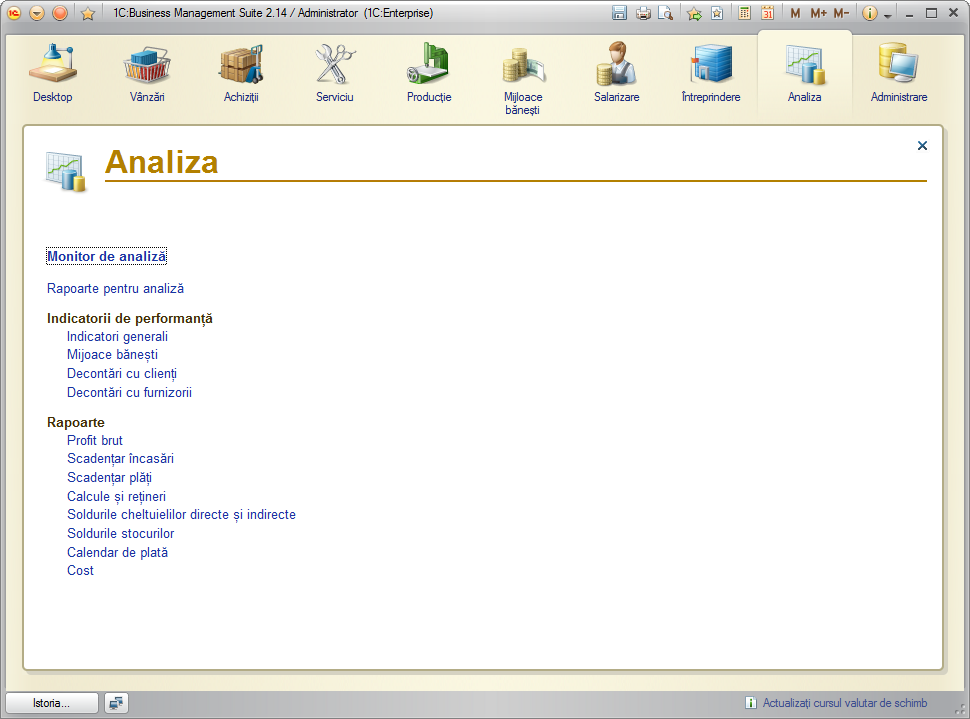 1C:Business Management Suite 2.14 / Administrator (1C:Enterprise)
M M+ M-
31
Desktop
Vânzări
Achiziții
Serviciu
Producție
Mijloace
bănești
Salarizare
Întreprindere
Analiza
Administrare
Analiza
Monitor de analiză
Rapoarte pentru analiză
Indicatorii de performanță
Indicatori generali
Mijoace bănești
Decontări cu clienți
Decontări cu furnizorii
Rapoarte
Profit brut
Scadențar încasări
Scadențar plăți
Calcule și rețineri
Soldurile cheltuielilor directe și indirecte
Soldurile stocurilor
Calendar de plată
Cost
Istoria...
Actualizați cursul valutar de schimb